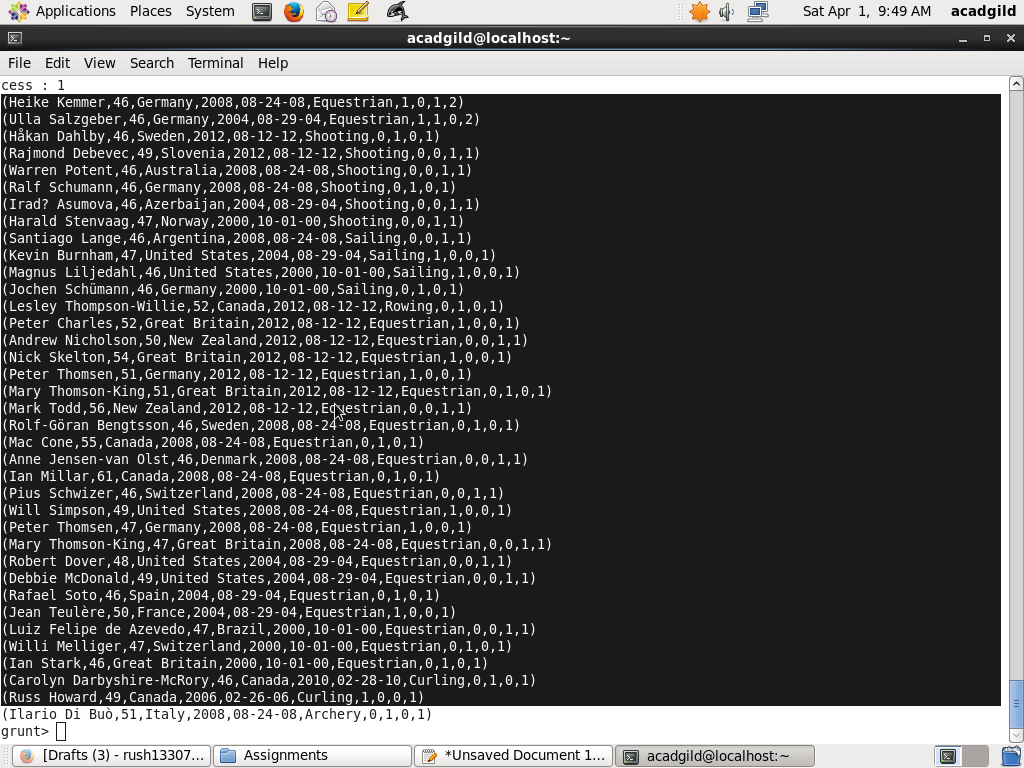 Applications Places System Sat Apr 1, 9:49 AM acadgild
acadgild@localhost:~
File Edit View Search Terminal Help
cess : 1
(Heike Kemmer,46,Germany,2008,08-24-08,Equestrian,1,0,1,2)
(Ulla Salzgeber,46,Germany,2004,08-29-04,Equestrian,1,1,0,2)
(Håkan Dahlby,46,Sweden,2012,08-12-12,Shooting,0,1,0,1)
(Rajmond Debevec,49,Slovenia,2012,08-12-12,Shooting,0,0,1,1)
(Warren Potent,46,Australia,2008,08-24-08,Shooting,0,0,1,1)
(Ralf Schumann,46,Germany,2008,08-24-08,Shooting,0,1,0,1)
(Irad? Asumova,46,Azerbaijan,2004,08-29-04,Shooting,0,0,1,1)
(Harald Stenvaag,47,Norway,2000,10-01-00,Shooting,0,0,1,1)
(Santiago Lange,46,Argentina,2008,08-24-08,Sailing,0,0,1,1)
(Kevin Burnham,47,United States,2004,08-29-04,Sailing,1,0,0,1)
(Magnus Liljedahl,46,United States,2000,10-01-00,Sailing,1,0,0,1)
(Jochen Schümann,46,Germany,2000,10-01-00,Sailing,0,1,0,1)
(Lesley Thompson-Willie,52,Canada,2012,08-12-12,Rowing,0,1,0,1)
(Peter Charles,52,Great Britain,2012,08-12-12,Equestrian,1,0,0,1)
(Andrew Nicholson,50,New Zealand,2012,08-12-12,Equestrian,0,0,1,1)
(Nick Skelton,54,Great Britain,2012,08-12-12,Equestrian,1,0,0,1)
(Peter Thomsen,51,Germany,2012,08-12-12,Equestrian,1,0,0,1)
(Mary Thomson-King,51,Great Britain,2012,08-12-12,Equestrian,0,1,0,1)
(Mark Todd,56,New Zealand,2012,08-12-12,Equestrian,0,0,1,1)
(Rolf-Göran Bengtsson,46,Sweden,2008,08-24-08,Equestrian,0,1,0,1)
(Mac Cone,55,Canada,2008,08-24-08,Equestrian,0,1,0,1)
(Anne Jensen-van Olst,46,Denmark,2008,08-24-08,Equestrian,0,0,1,1)
(Ian Millar,61,Canada,2008,08-24-08,Equestrian,0,1,0,1)
(Pius Schwizer,46,Switzerland,2008,08-24-08,Equestrian,0,0,1,1)
(Will Simpson,49,United States,2008,08-24-08,Equestrian,1,0,0,1)
(Peter Thomsen,47,Germany,2008,08-24-08,Equestrian,1,0,0,1)
(Mary Thomson-King,47,Great Britain,2008,08-24-08,Equestrian,0,0,1,1)
(Robert Dover,48,United States,2004,08-29-04,Equestrian,0,0,1,1)
(Debbie McDonald,49,United States,2004,08-29-04,Equestrian,0,0,1,1)
(Rafael Soto,46,Spain,2004,08-29-04,Equestrian,0,1,0,1)
(Jean Teulère,50,France,2004,08-29-04,Equestrian,1,0,0,1)
(Luiz Felipe de Azevedo,47,Brazil,2000,10-01-00,Equestrian,0,0,1,1)
(Willi Melliger,47,Switzerland,2000,10-01-00,Equestrian,0,1,0,1)
(Ian Stark,46,Great Britain,2000,10-01-00,Equestrian,0,1,0,1)
(Carolyn Darbyshire-McRory,46,Canada,2010,02-28-10,Curling,0,1,0,1)
(Russ Howard,49,Canada,2006,02-26-06,Curling,1,0,0,1)
(Ilario Di Buò,51,Italy,2008,08-24-08,Archery,0,1,0,1)
grunt>
[Drafts (3) - rush13307... Assignments *Unsaved Document 1... acadgild@localhost:~